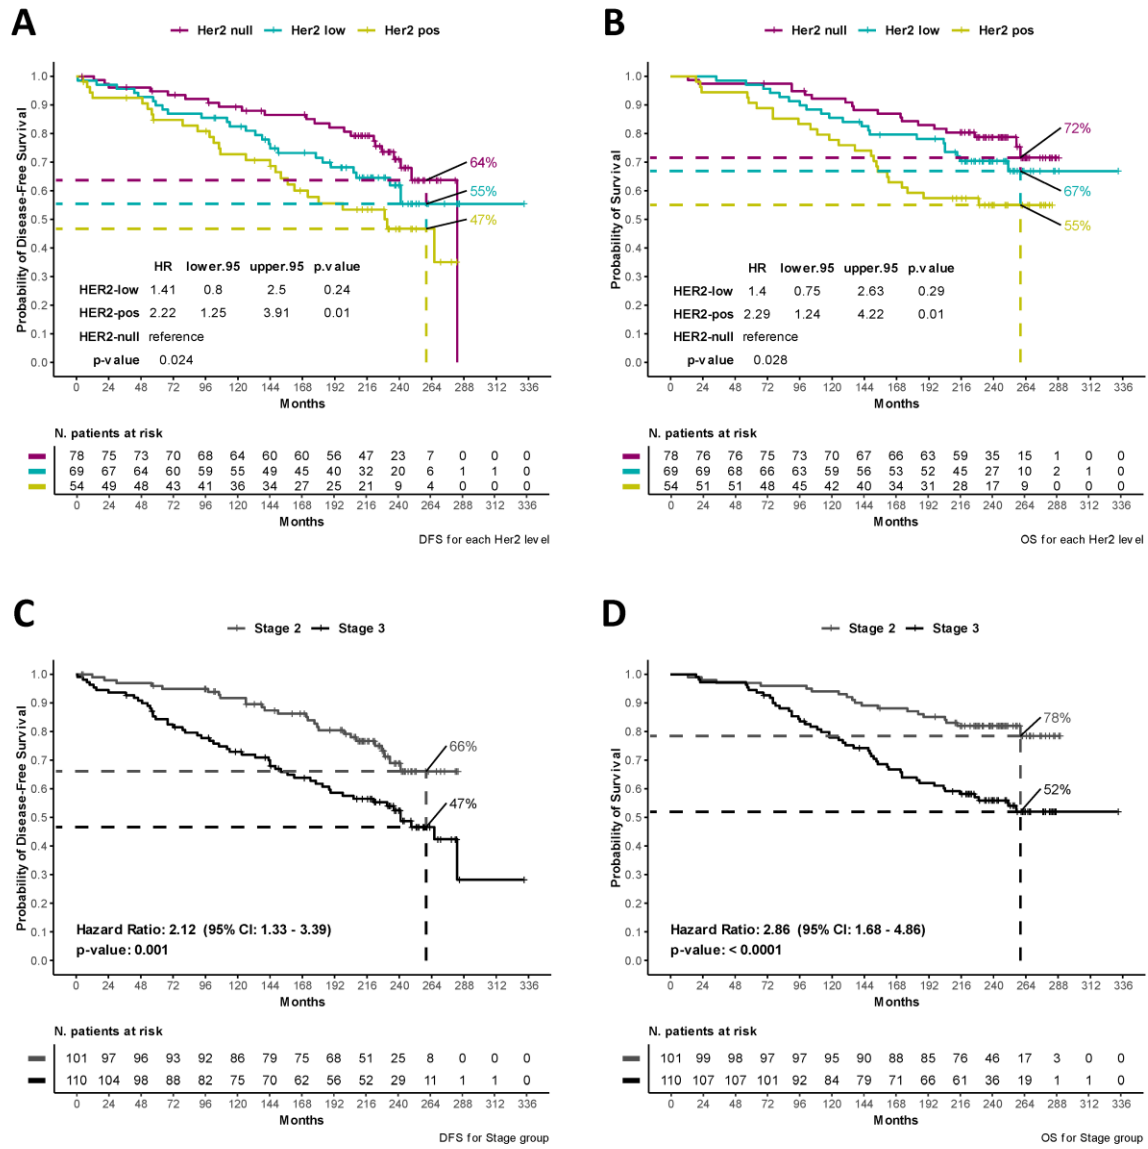 A
Her2 null Her2 low Her2 pos
Probability of Disease-Free Survival
1.0
0.9
0.8
0.7
0.6
0.5
0.4
0.3
0.2
0.1
0.0
64%
55%
47%
HR lower.95 upper.95 p.value
HER2-low 1.41 0.8 2.5 0.24
HER2-pos 2.22 1.25 3.91 0.01
HER2-null reference
p-value 0.024
0 24 48 72 96 120 144 168 192 216 240 264 288 312 336
Months
N. patients at risk
78 75 73 70 68 64 60 60 56 47 23 7 0 0 0
69 67 64 60 59 55 49 45 40 32 20 6 1 1 0
54 49 48 43 41 36 34 27 25 21 9 4 0 0 0
0 24 48 72 96 120 144 168 192 216 240 264 288 312 336
Months
DFS for each Her2 level
B
Her2 null Her2 low Her2 pos
Probability of Survival
1.0
0.9
0.8
0.7
0.6
0.5
0.4
0.3
0.2
0.1
0.0
72%
67%
55%
HR lower.95 upper.95 p.value
HER2-low 1.4 0.75 2.63 0.29
HER2-pos 2.29 1.24 4.22 0.01
HER2-null reference
p-value 0.028
0 24 48 72 96 120 144 168 192 216 240 264 288 312 336
Months
N. patients at risk
78 76 76 75 73 70 67 66 63 59 35 15 1 0 0
69 69 68 66 63 59 56 53 52 45 27 10 2 1 0
54 51 51 48 45 42 40 34 31 28 17 9 0 0 0
0 24 48 72 96 120 144 168 192 216 240 264 288 312 336
Months
OS for each Her2 level
C
Stage 2 Stage 3
Probability of Disease-Free Survival
1.0
0.9
0.8
0.7
0.6
0.5
0.4
0.3
0.2
0.1
0.0
66%
47%
Hazard Ratio: 2.12 (95% CI: 1.33 - 3.39)
p-value: 0.001
0 24 48 72 96 120 144 168 192 216 240 264 288 312 336
Months
N. patients at risk
101 97 96 93 92 86 79 75 68 51 25 8 0 0 0
110 104 98 88 82 75 70 62 56 52 29 11 1 1 0
0 24 48 72 96 120 144 168 192 216 240 264 288 312 336
Months
DFS for Stage group
D
Stage 2 Stage 3
Probability of Survival
1.0
0.9
0.8
0.7
0.6
0.5
0.4
0.3
0.2
0.1
0.0
78%
52%
Hazard Ratio: 2.86 (95% CI: 1.68 - 4.86)
p-value: < 0.0001
0 24 48 72 96 120 144 168 192 216 240 264 288 312 336
Months
N. patients at risk
101 99 98 97 97 95 90 88 85 76 46 17 3 0 0
110 107 107 101 92 84 79 71 66 61 36 19 1 1 0
0 24 48 72 96 120 144 168 192 216 240 264 288 312 336
Months
OS for Stage group